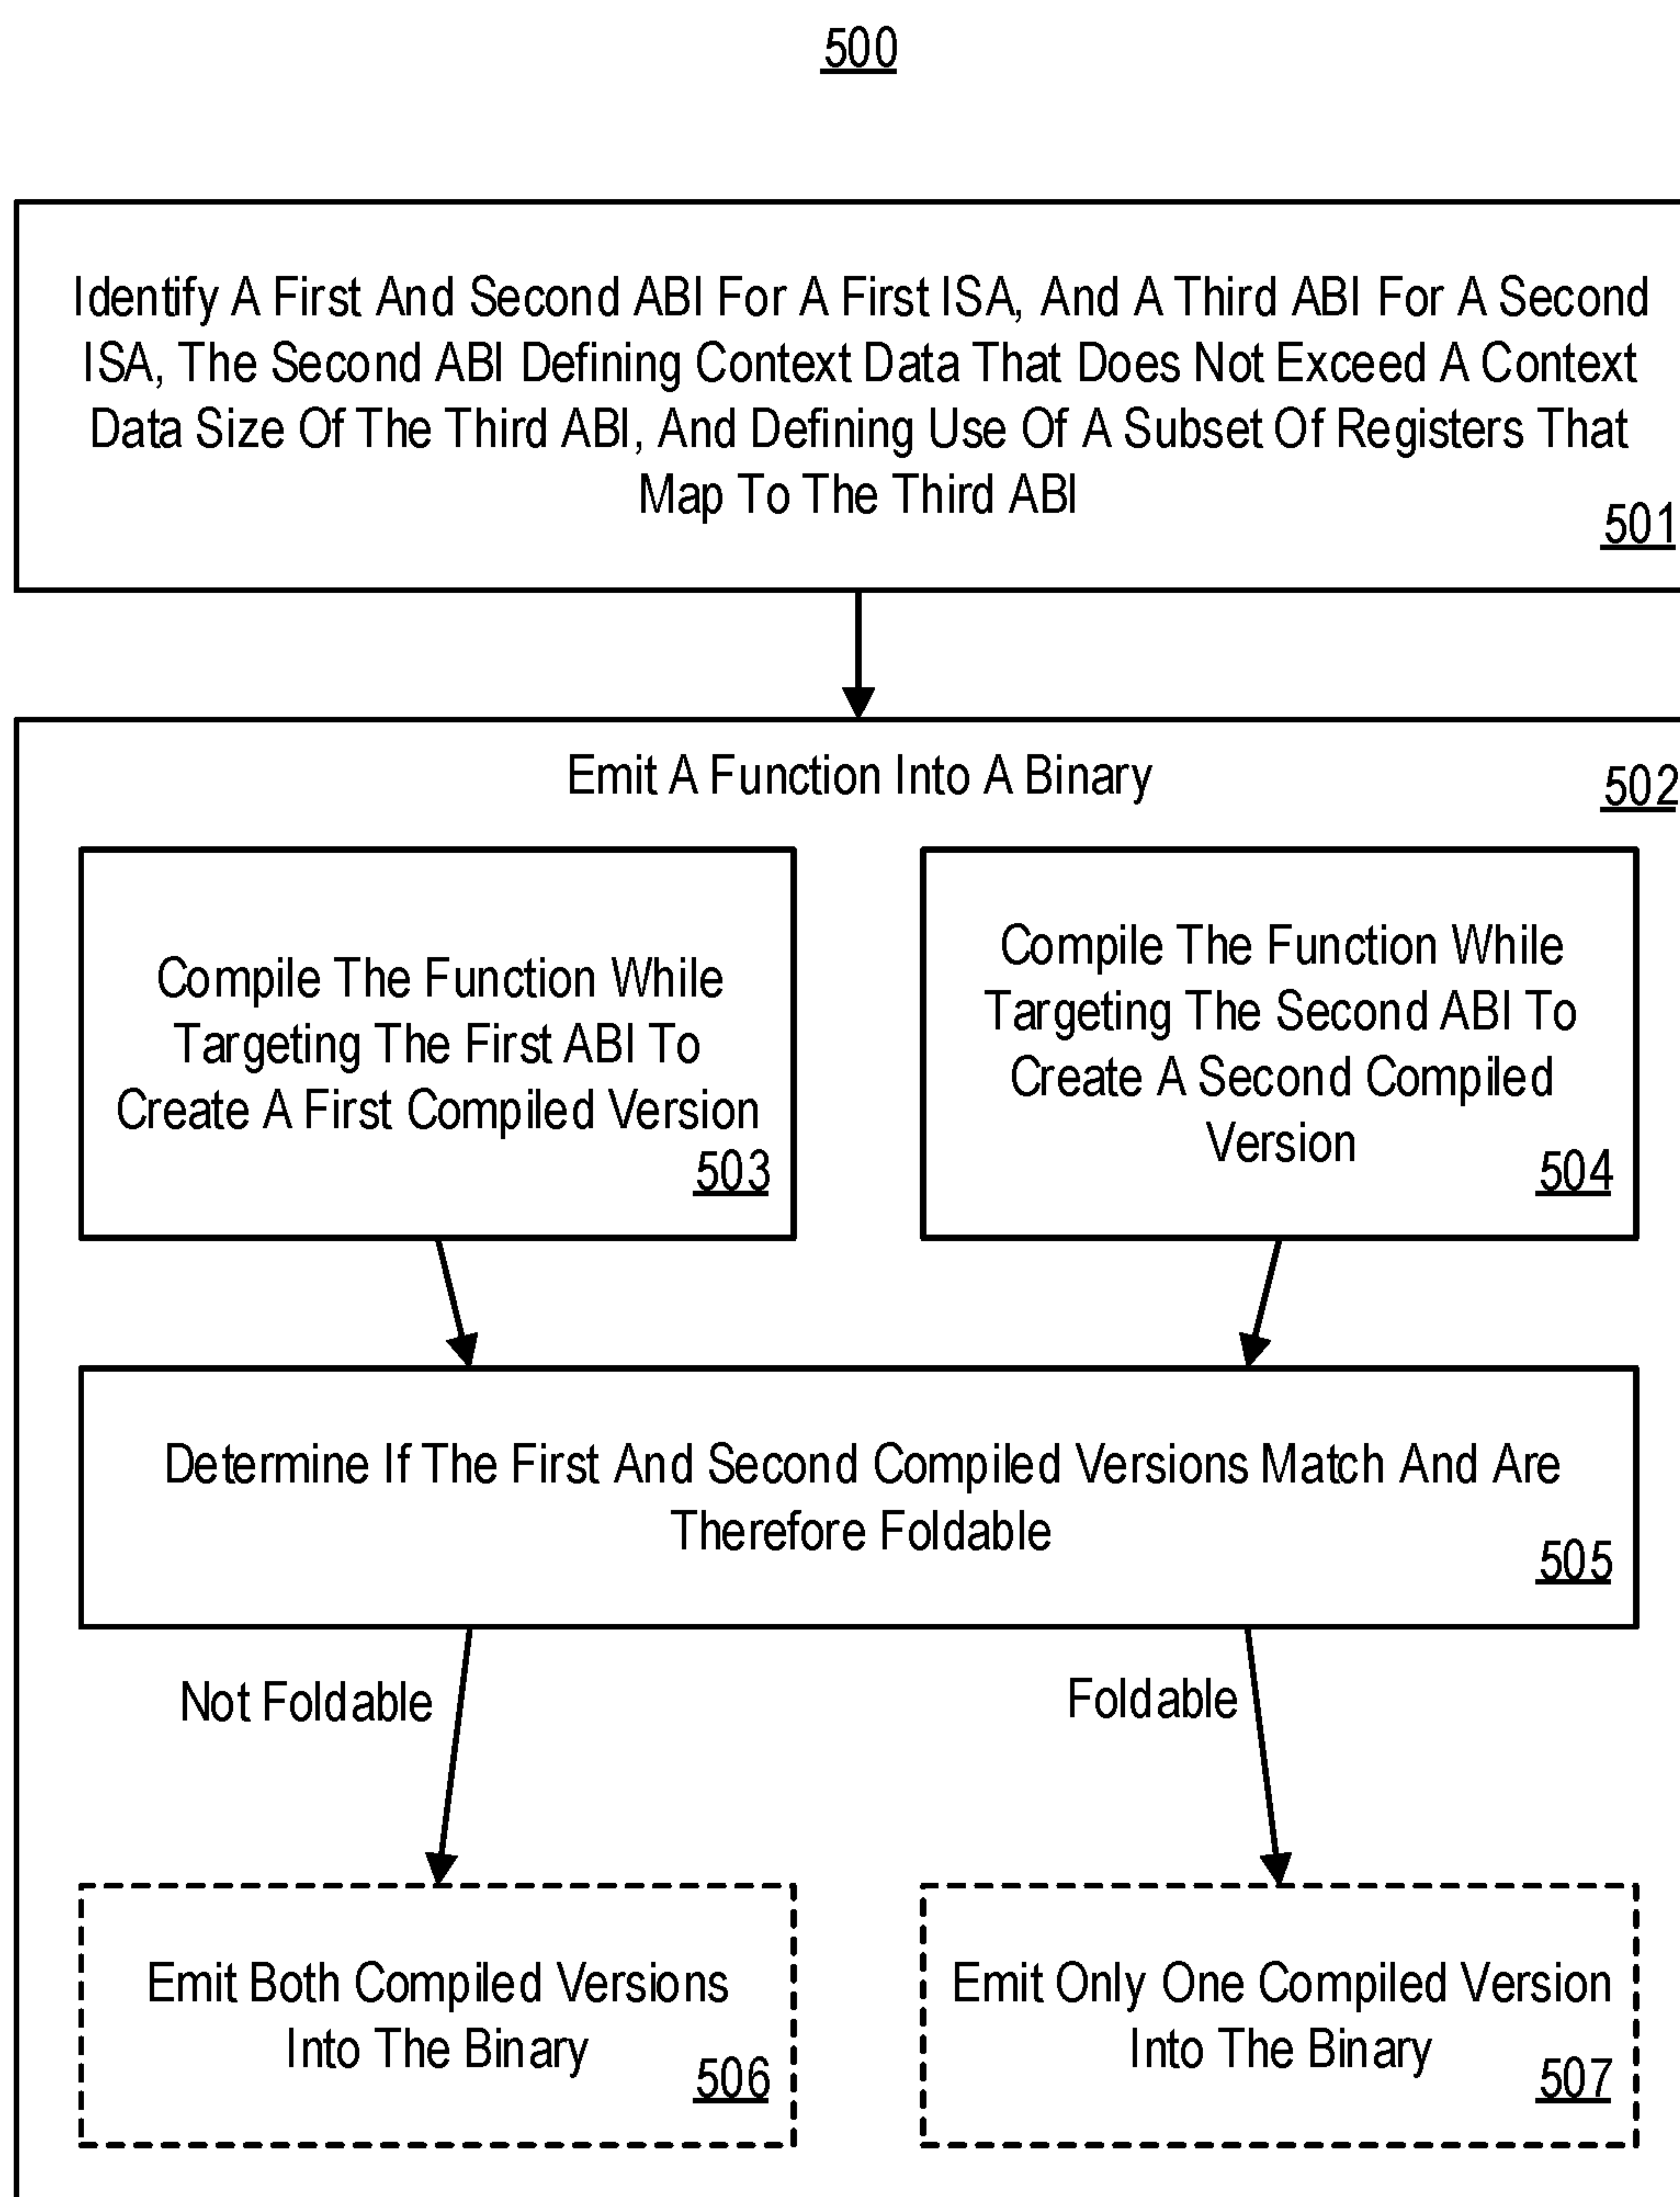 500
Identify A First And Second ABI For A First ISA, And A Third ABI For A Second
ISA, The Second ABI Defining Context Data That Does Not Exceed A Context
Data Size Of The Third ABI, And Defining Use Of A Subset Of Registers That
Map To The Third ABI
501
Emit A Function Into A Binary
502
Compile The Function While
Targeting The First ABI To
Create A First Compiled Version
503
Compile The Function While
Targeting The Second ABI To
Create A Second Compiled
Version
504
Determine If The First And Second Compiled Versions Match And Are
Therefore Foldable
505
Not Foldable
Foldable
Emit Both Compiled Versions
Into The Binary
506
Emit Only One Compiled Version
Into The Binary
507